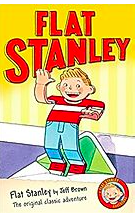 FLAT
STANLEY
Flat Stanley by Jeff Brown
The original classic adventure